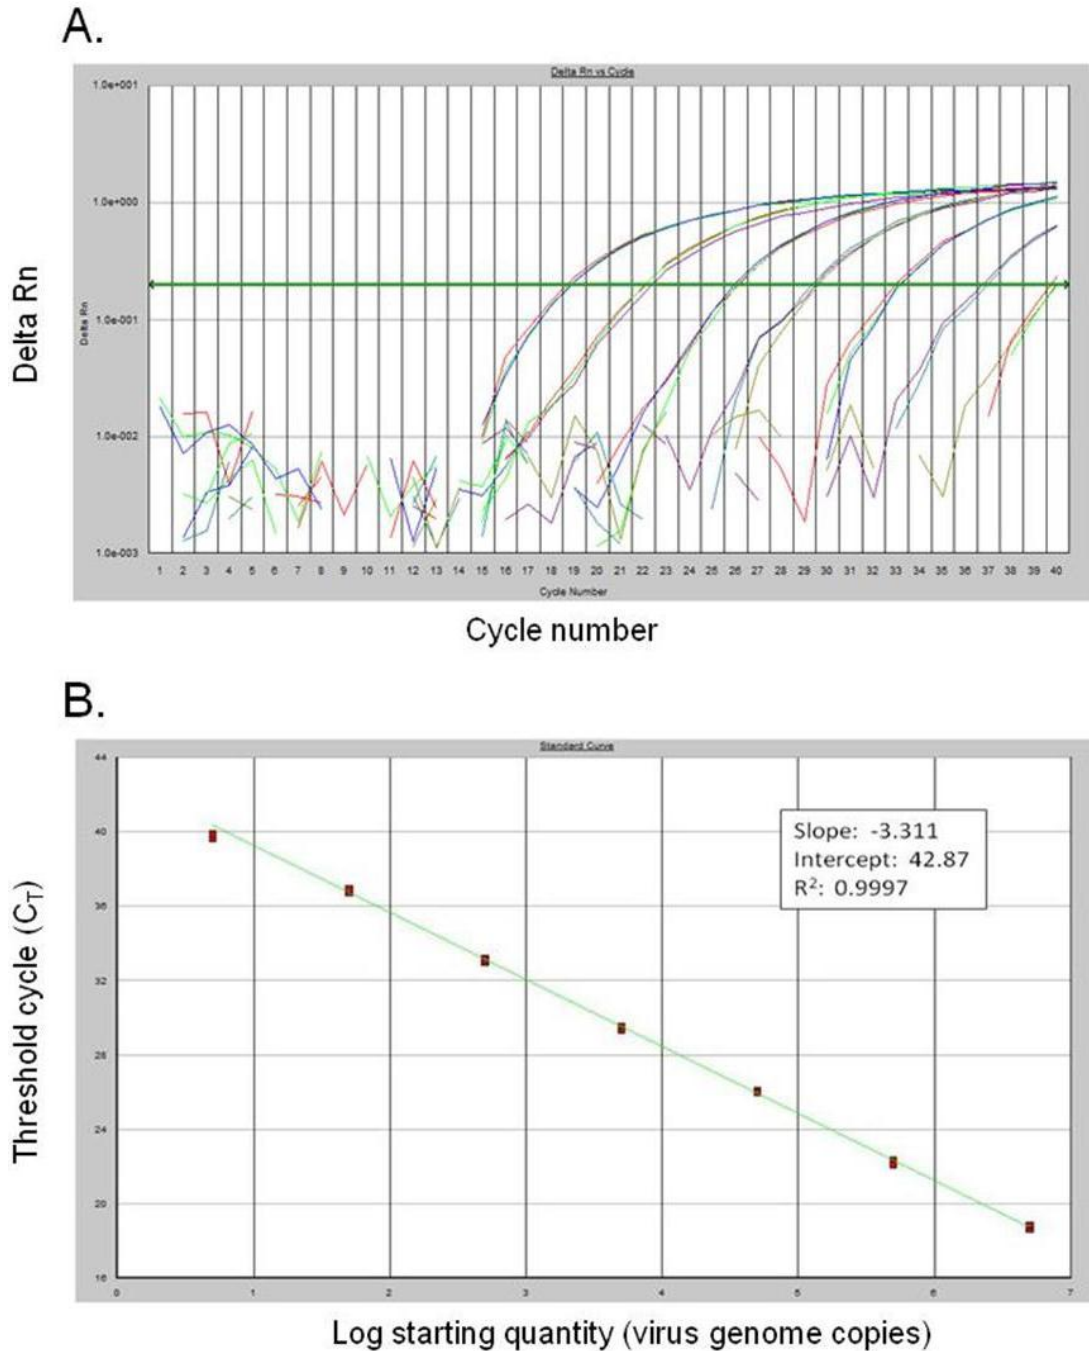 A.
Delta Rn vs Cycle
1.0e+001
1.0e+000
1.0e-001
1.0e-002
1.0e-003
Delta Rn
Delta Rn
1 2 3 4 5 6 7 8 9 10 11 12 13 14 15 16 17 18 19 20 21 22 23 24 25 26 27 28 29 30 31 32 33 34 35 36 37 38 39 40
Cycle Number
Cycle number
B.
Standard Curve
44
40
36
32
28
24
20
16
Threshold cycle (CT)
Slope: -3.311
Intercept: 42.87
R²: 0.9997
0 1 2 3 4 5 6 7
Log starting quantity (virus genome copies)